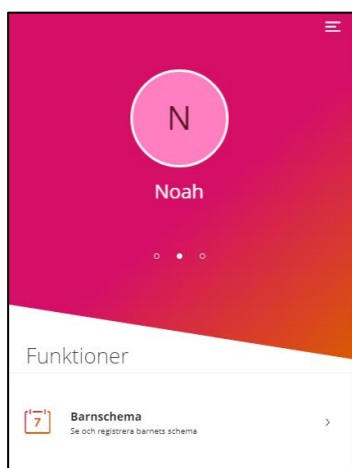 N
Noah
Funktioner
7
Barnschema
Se och registrera barnets schema